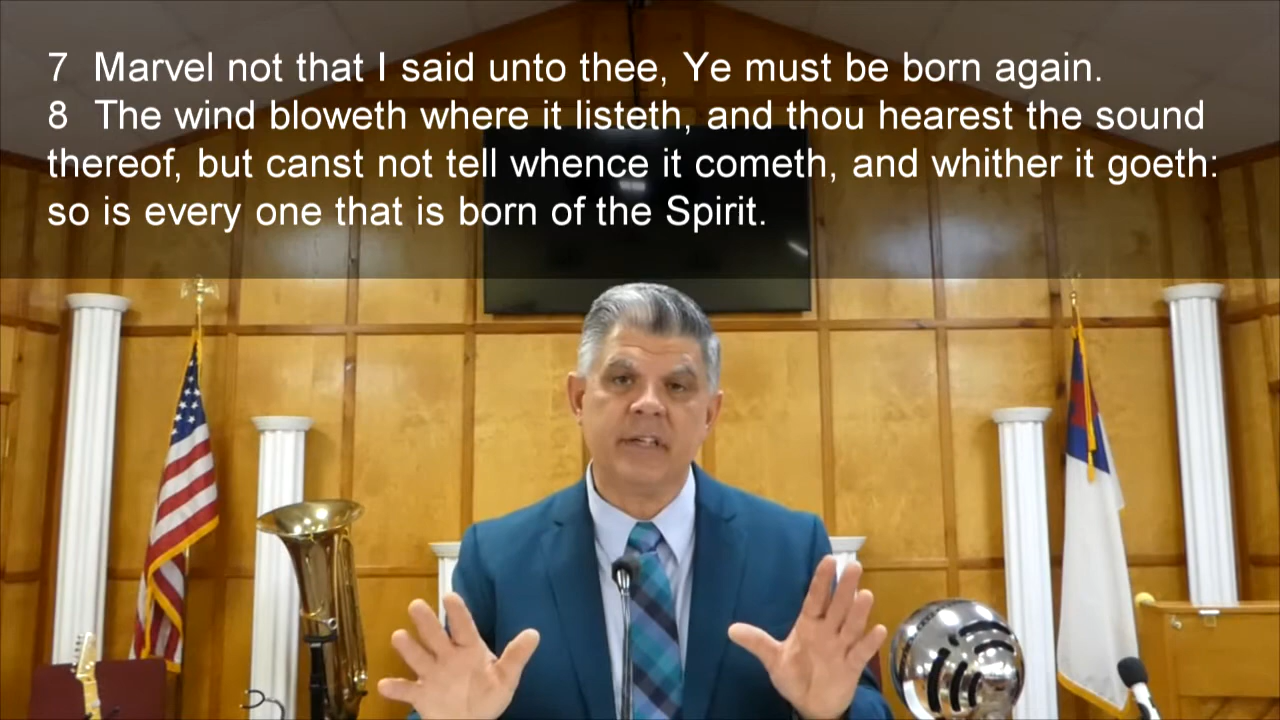 7  Marvel not that I said unto thee, Ye must be born again.
8  The wind bloweth where it listeth, and thou hearest the sound
thereof, but canst not tell whence it cometh, and whither it goeth:
so is every one that is born of the Spirit.